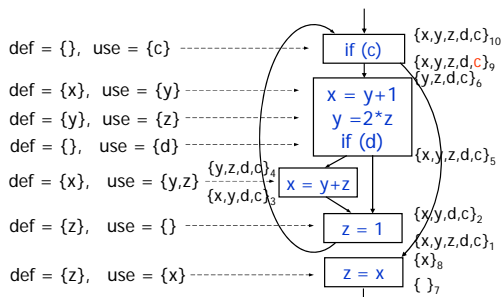 {x,y,z,d,c}10
def = {}, use = {c}
if (c)
{x,y,z,d,c}9
{y,z,d,c}6
def = {x}, use = {y}
x = y+1
def = {y}, use = {z}
y =2*z
def = {}, use = {d}
if (d)
{x,y,z,d,c}5
{y,z,d,c}4
def = {x}, use = {y,z}
x = y+z
{x,y,d,c}3
{x,y,d,c}2
def = {z}, use = {}
z = 1
{x,y,z,d,c}1
{x}8
def = {z}, use = {x}
z = x
{ }7